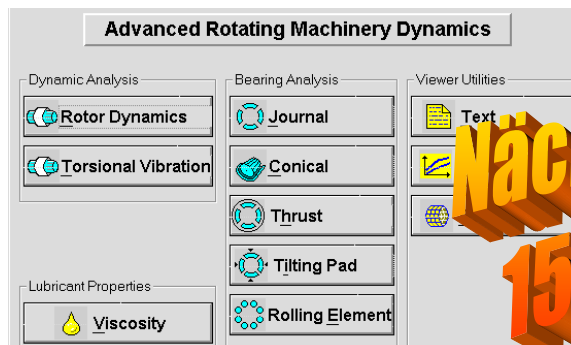 Advanced Rotating Machinery Dynamics
Dynamic Analysis
Rotor Dynamics
Torsional Vibration
Bearing Analysis
Journal
Conical
Thrust
Tilting Pad
Rolling Element
Viewer Utilities
Text
Lubricant Properties
Viscosity
15